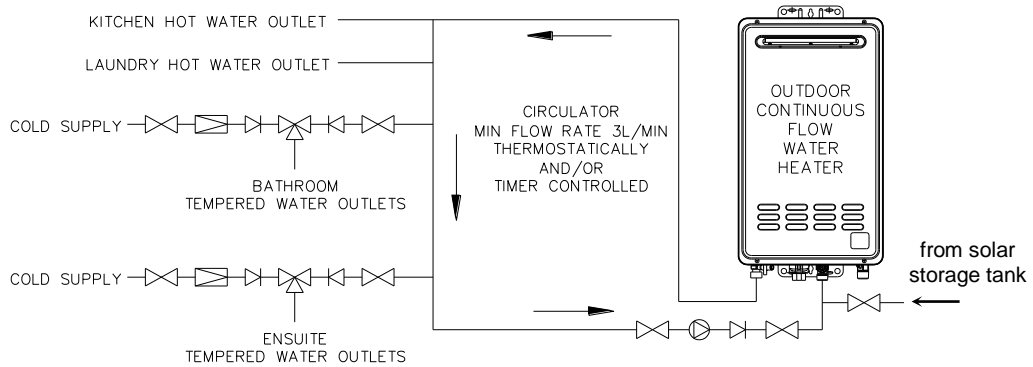 KITCHEN HOT WATER OUTLET
LAUNDRY HOT WATER OUTLET
COLD SUPPLY
BATHROOM
TEMPERED WATER OUTLETS
COLD SUPPLY
ENSUITE
TEMPERED WATER OUTLETS
CIRCULATOR
MIN FLOW RATE 3L/MIN
THERMOSTATICALLY
AND/OR
TIMER CONTROLLED
OUTDOOR
CONTINUOUS
FLOW
WATER
HEATER
from solar
storage tank